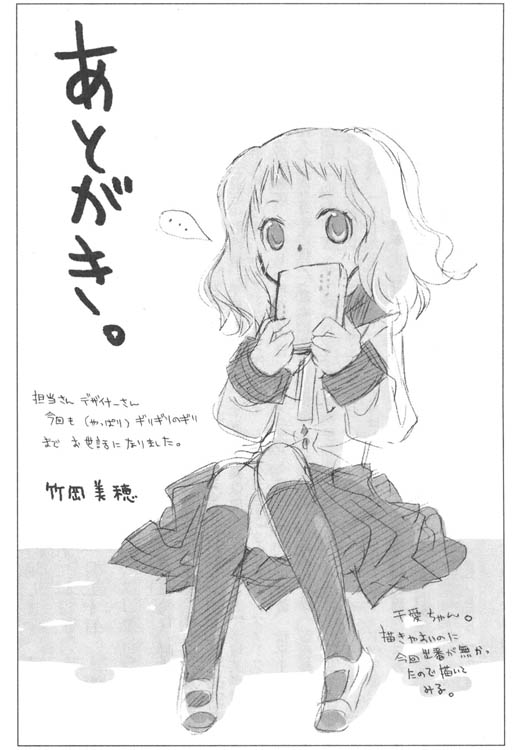 あとがき。
担当さん デザイナーさん
今回も（やっぱり）ギリギリのギリ
まで お世話になりました。
竹岡美穂
…
千愛ちゃん。
描きやすいのに
今回出番が無かっ
たので描いて
みる。